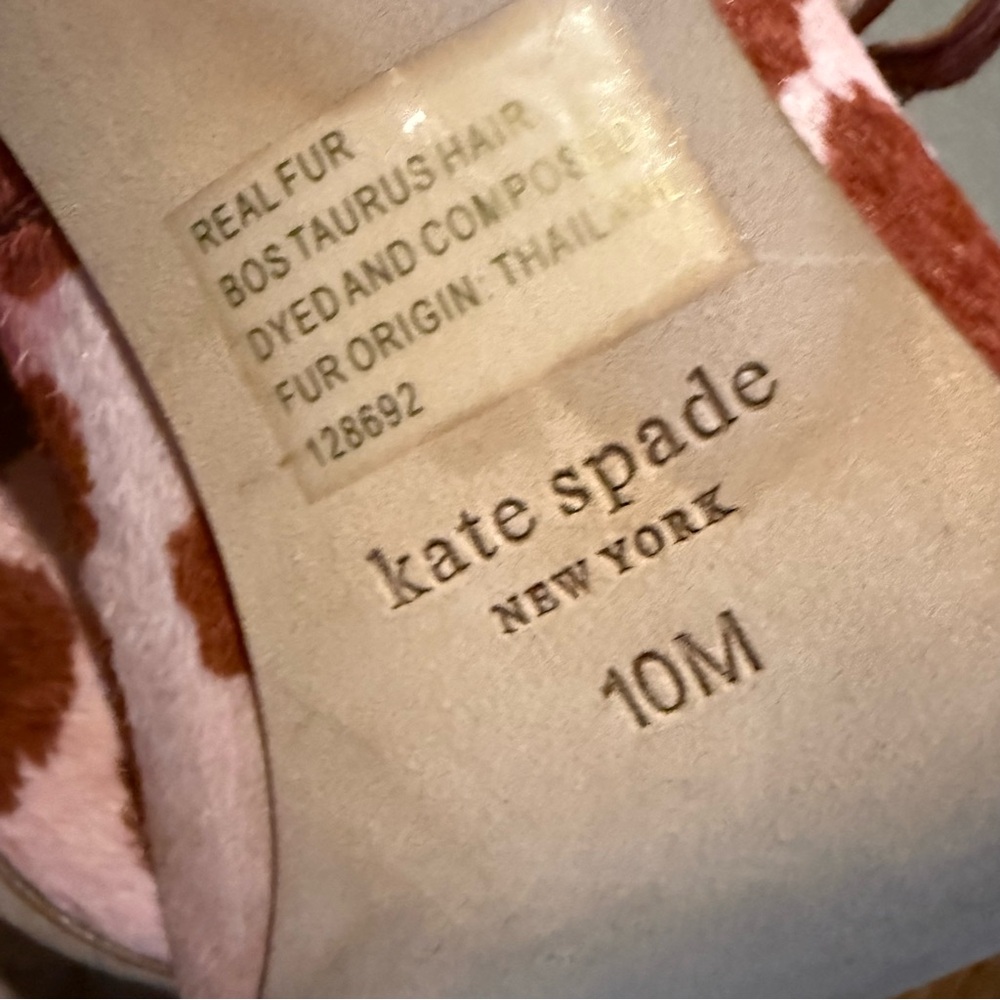 REAL FUR
BOS TAURUS HAIR
DYED AND COMPOSED
FUR ORIGIN: THAILAND
128692
kate spade
NEW YORK
10M